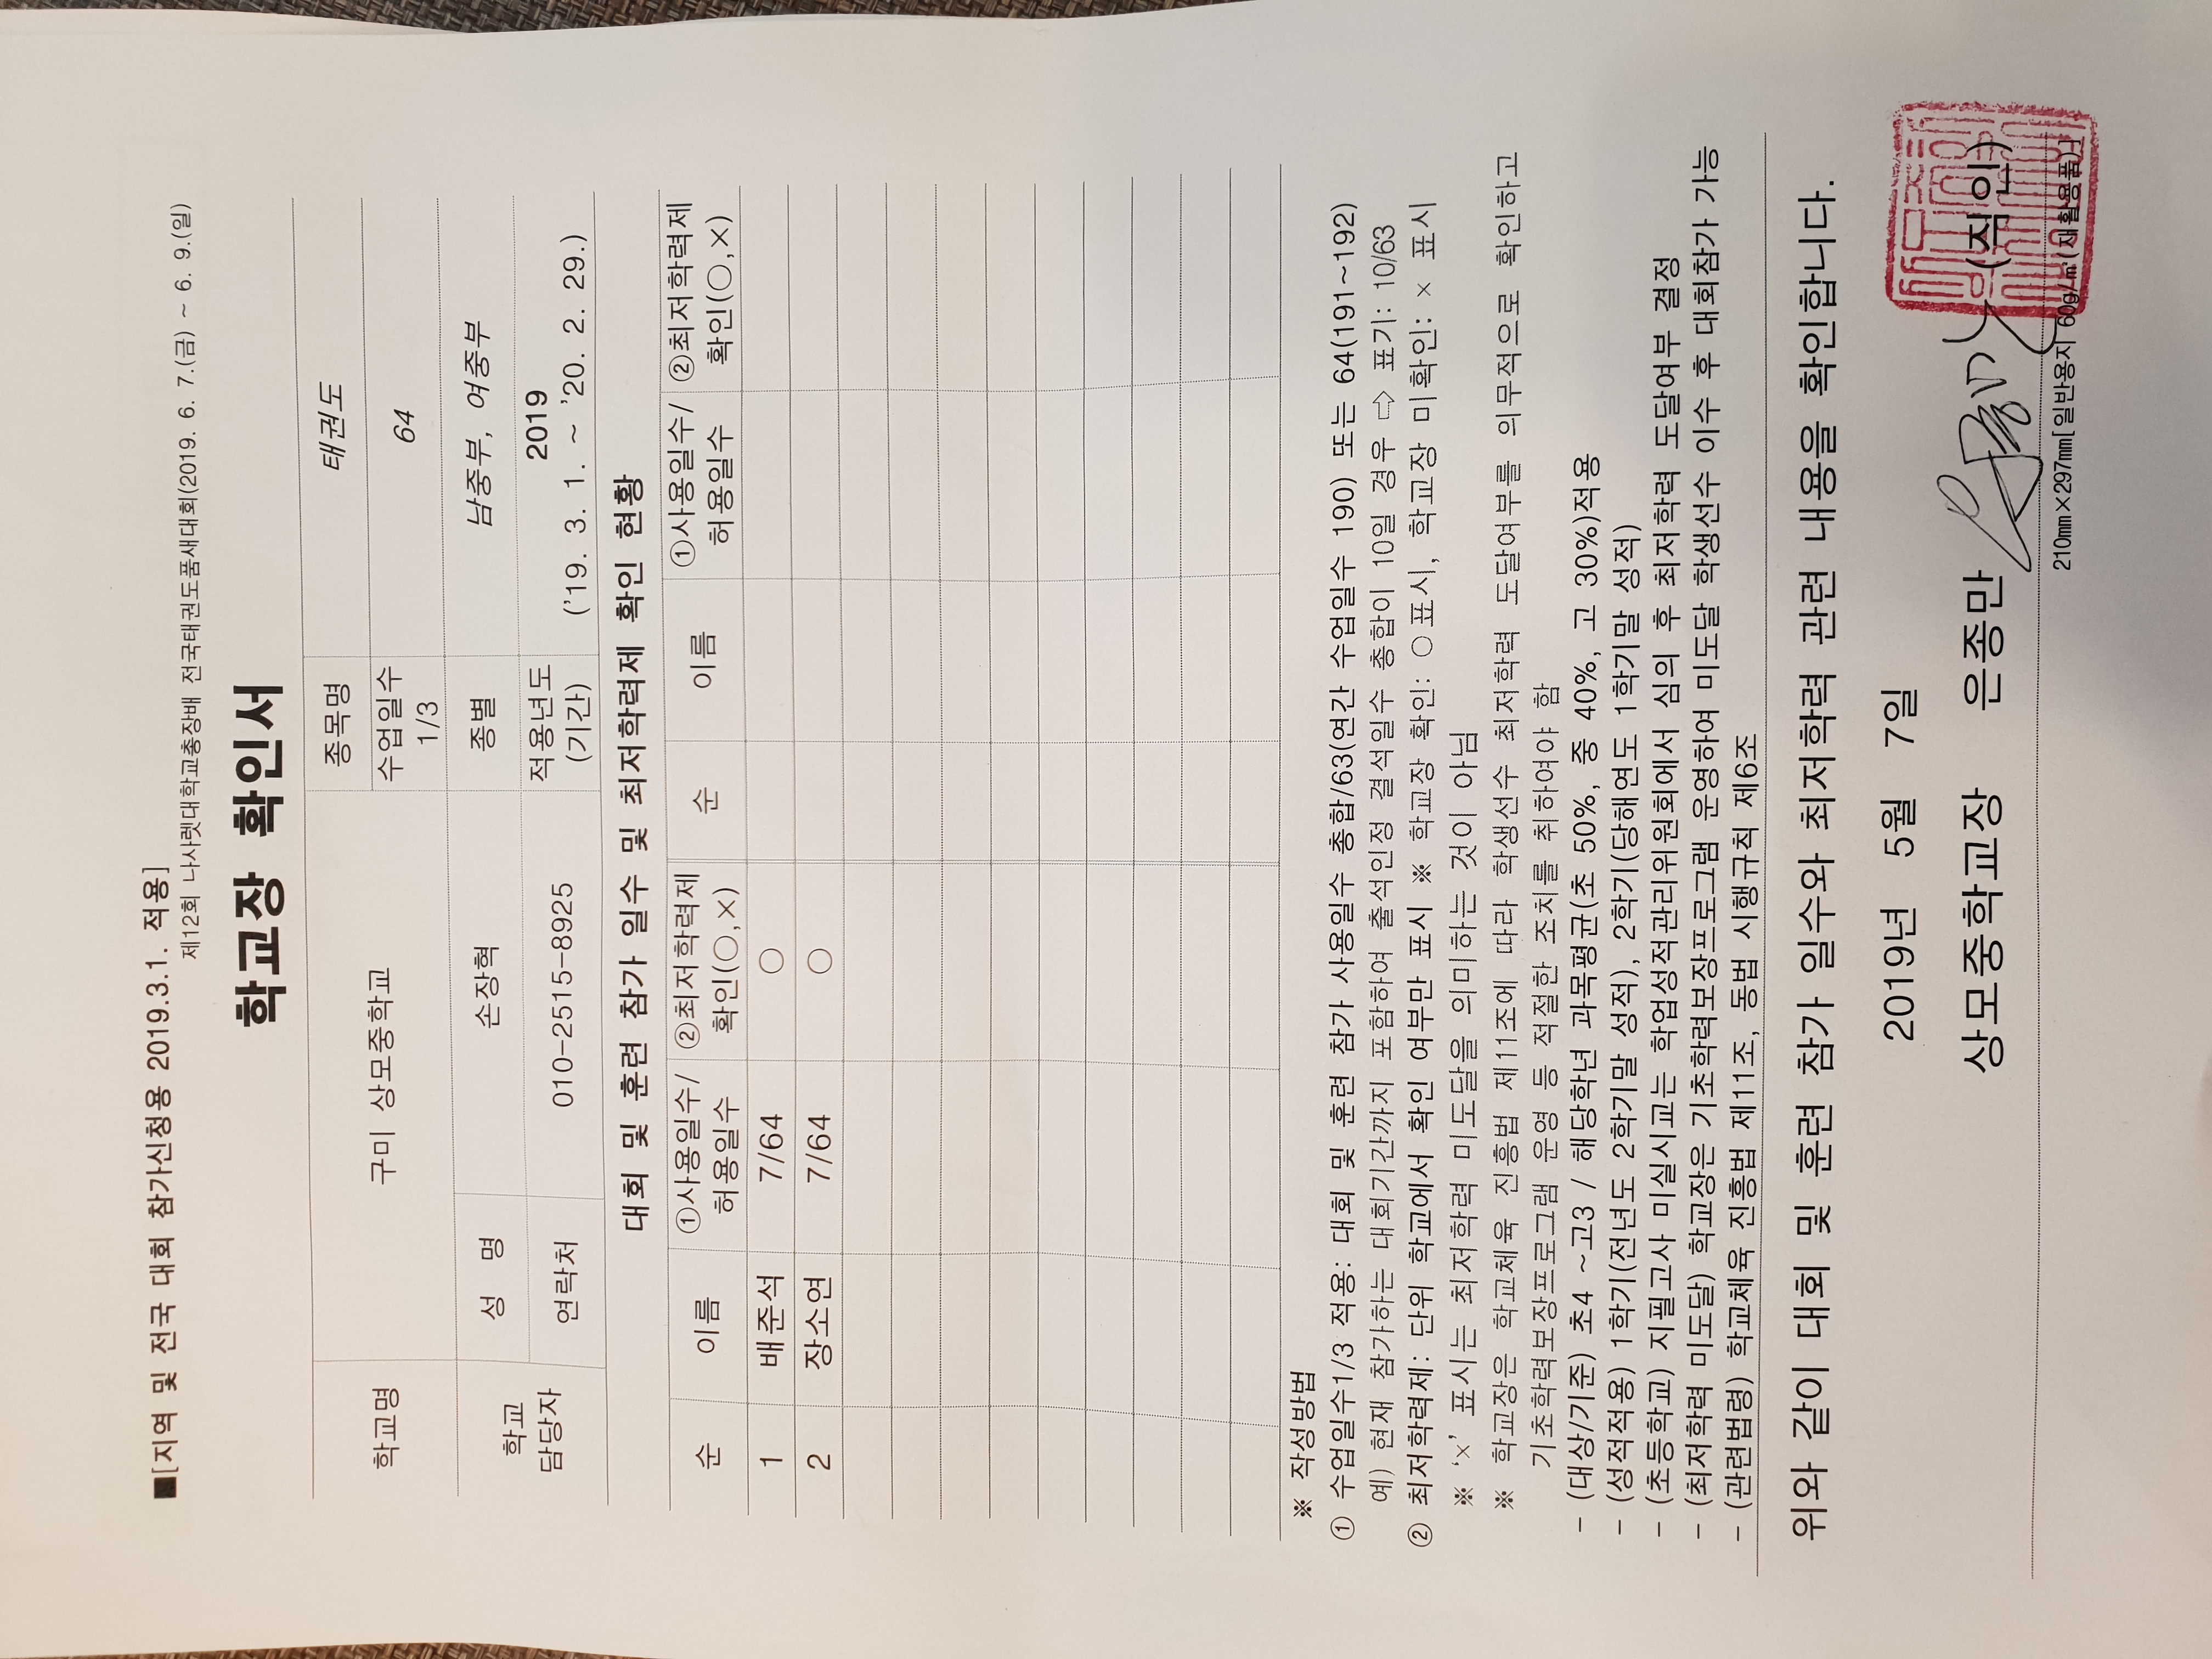 ■[지역 및 전국 대회 참가신청용 2019.3.1. 적용]
제12회 나사렛대학교총장배 전국태권도품새대회(2019. 6. 7.(금) ~ 6. 9.(일)
학교장 확인서
학교명 구미 상모중학교 종목명 태권도
수업일수 1/3 64
학교 담당자 성 명 손장혁 종별 남중부, 여중부
연락처 010-2515-8925 적용년도 (기간) 2019 ('19. 3. 1. ~ '20. 2. 29.)
대회 및 훈련 참가 일수 및 최저학력제 확인 현황
순 이름 ①사용일수/허용일수 ②최저학력제 확인(○,×) 순 이름 ①사용일수/허용일수 ②최저학력제 확인(○,×)
1 배준석 7/64 ○
2 장소연 7/64 ○
※ 작성방법
① 수업일수1/3 적용: 대회 및 훈련 참가 사용일수 총합/63(연간 수업일수 190) 또는 64(191~192)
예) 현재 참가하는 대회기간까지 포함하여 출석인정 결석일수 총합이 10일 경우 ⇨ 표기: 10/63
② 최저학력제: 단위 학교에서 확인 여부만 표시 ※ 학교장 확인: ○표시, 학교장 미확인: × 표시
※ '×' 표시는 최저학력 미도달을 의미하는 것이 아님
※ 학교장은 학교체육 진흥법 제11조에 따라 학생선수 최저학력 도달여부를 의무적으로 확인하고
기초학력보장프로그램 운영 등 적절한 조치를 취하여야 함
- (대상/기준) 초4 ~고3 / 해당학년 과목평균(초 50%, 중 40%, 고 30%)적용
- (성적적용) 1학기(전년도 2학기말 성적), 2학기(당해연도 1학기말 성적)
- (초등학교) 지필고사 미실시교는 학업성적관리위원회에서 심의 후 최저학력 도달여부 결정
- (최저학력 미도달) 학교장은 기초학력보장프로그램 운영하여 미도달 학생선수 이수 후 대회참가 가능
- (관련법령) 학교체육 진흥법 제11조, 동법 시행규칙 제6조
위와 같이 대회 및 훈련 참가 일수와 최저학력 관련 내용을 확인합니다.
2019년 5월 7일
상모중학교장 은종만 (직인)
210㎜×297㎜[일반용지 60g/㎡(재활용품)]